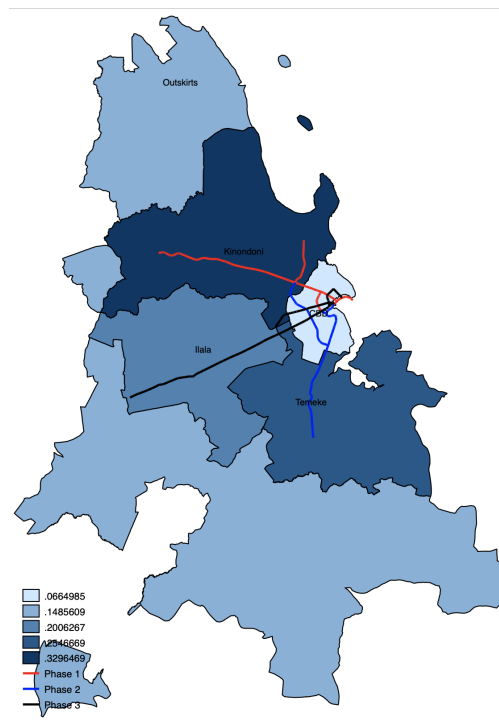 Outskirts
Kinondoni
CBD
Ilala
Temeke
.0664985
.1485609
.2006267
.2546669
.3296469
Phase 1
Phase 2
Phase 3